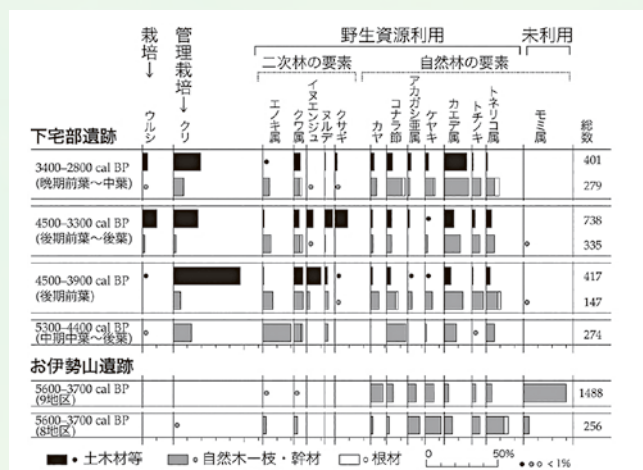 栽培→
管理栽培→
野生資源利用
未利用
二次林の要素
自然林の要素
ウルシ
クリ
エノキ属
クワ属
イヌエンジュ
ヌルデ
クサギ
カヤ
コナラ節
アカガシ亜属
ケヤキ
カエデ属
トチノキ
トネリコ属
モミ属
総数
下宅部遺跡
3400–2800 cal BP
(晩期前葉～中葉)
401
279
4500–3300 cal BP
(後期前葉～後葉)
738
335
4500–3900 cal BP
(後期前葉)
417
147
5300–4400 cal BP
(中期中葉～後葉)
274
お伊勢山遺跡
5600–3700 cal BP
(9地区)
1488
5600–3700 cal BP
(8地区)
256
土木材等
自然木―枝・幹材
根材
0 50%
<1%